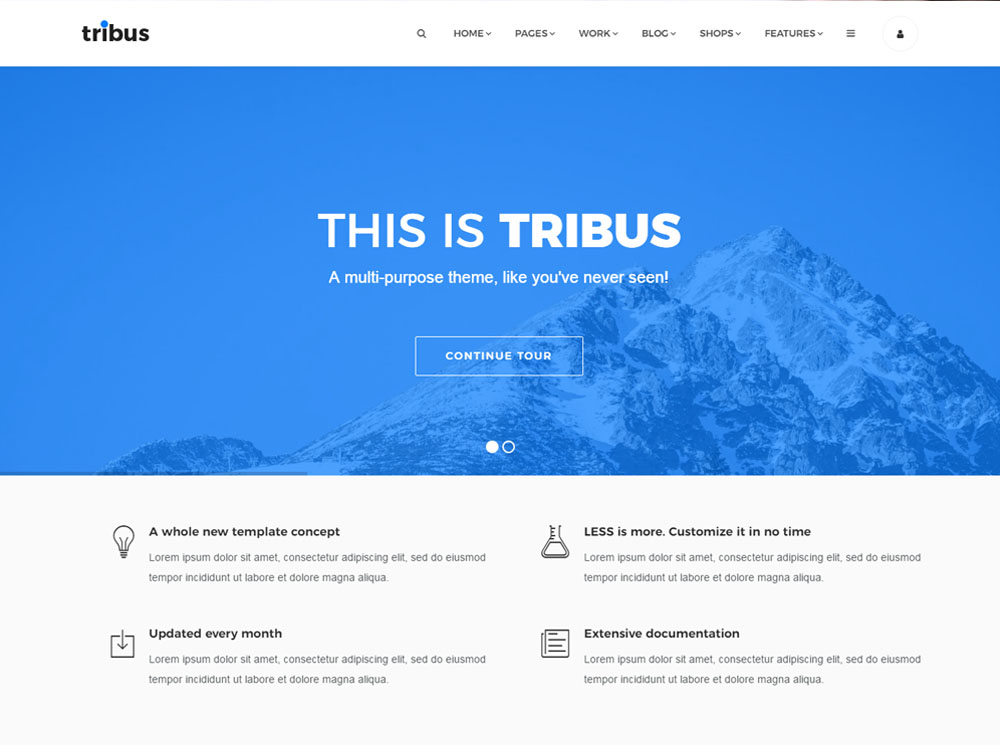 tribus
HOME PAGES WORK BLOG SHOPS FEATURES
THIS IS TRIBUS
A multi-purpose theme, like you've never seen!
CONTINUE TOUR
A whole new template concept
Lorem ipsum dolor sit amet, consectetur adipiscing elit, sed do eiusmod
tempor incididunt ut labore et dolore magna aliqua.
LESS is more. Customize it in no time
Lorem ipsum dolor sit amet, consectetur adipiscing elit, sed do eiusmod
tempor incididunt ut labore et dolore magna aliqua.
Updated every month
Lorem ipsum dolor sit amet, consectetur adipiscing elit, sed do eiusmod
tempor incididunt ut labore et dolore magna aliqua.
Extensive documentation
Lorem ipsum dolor sit amet, consectetur adipiscing elit, sed do eiusmod
tempor incididunt ut labore et dolore magna aliqua.